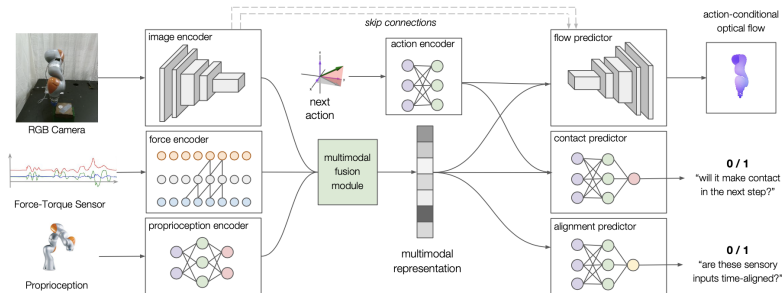 skip connections
image encoder
action encoder
flow predictor
action-conditional
optical flow
RGB Camera
next
action
force encoder
multimodal
fusion
module
contact predictor
0 / 1
"will it make contact
in the next step?"
Force-Torque Sensor
proprioception encoder
multimodal
representation
alignment predictor
0 / 1
"are these sensory
inputs time-aligned?"
Proprioception